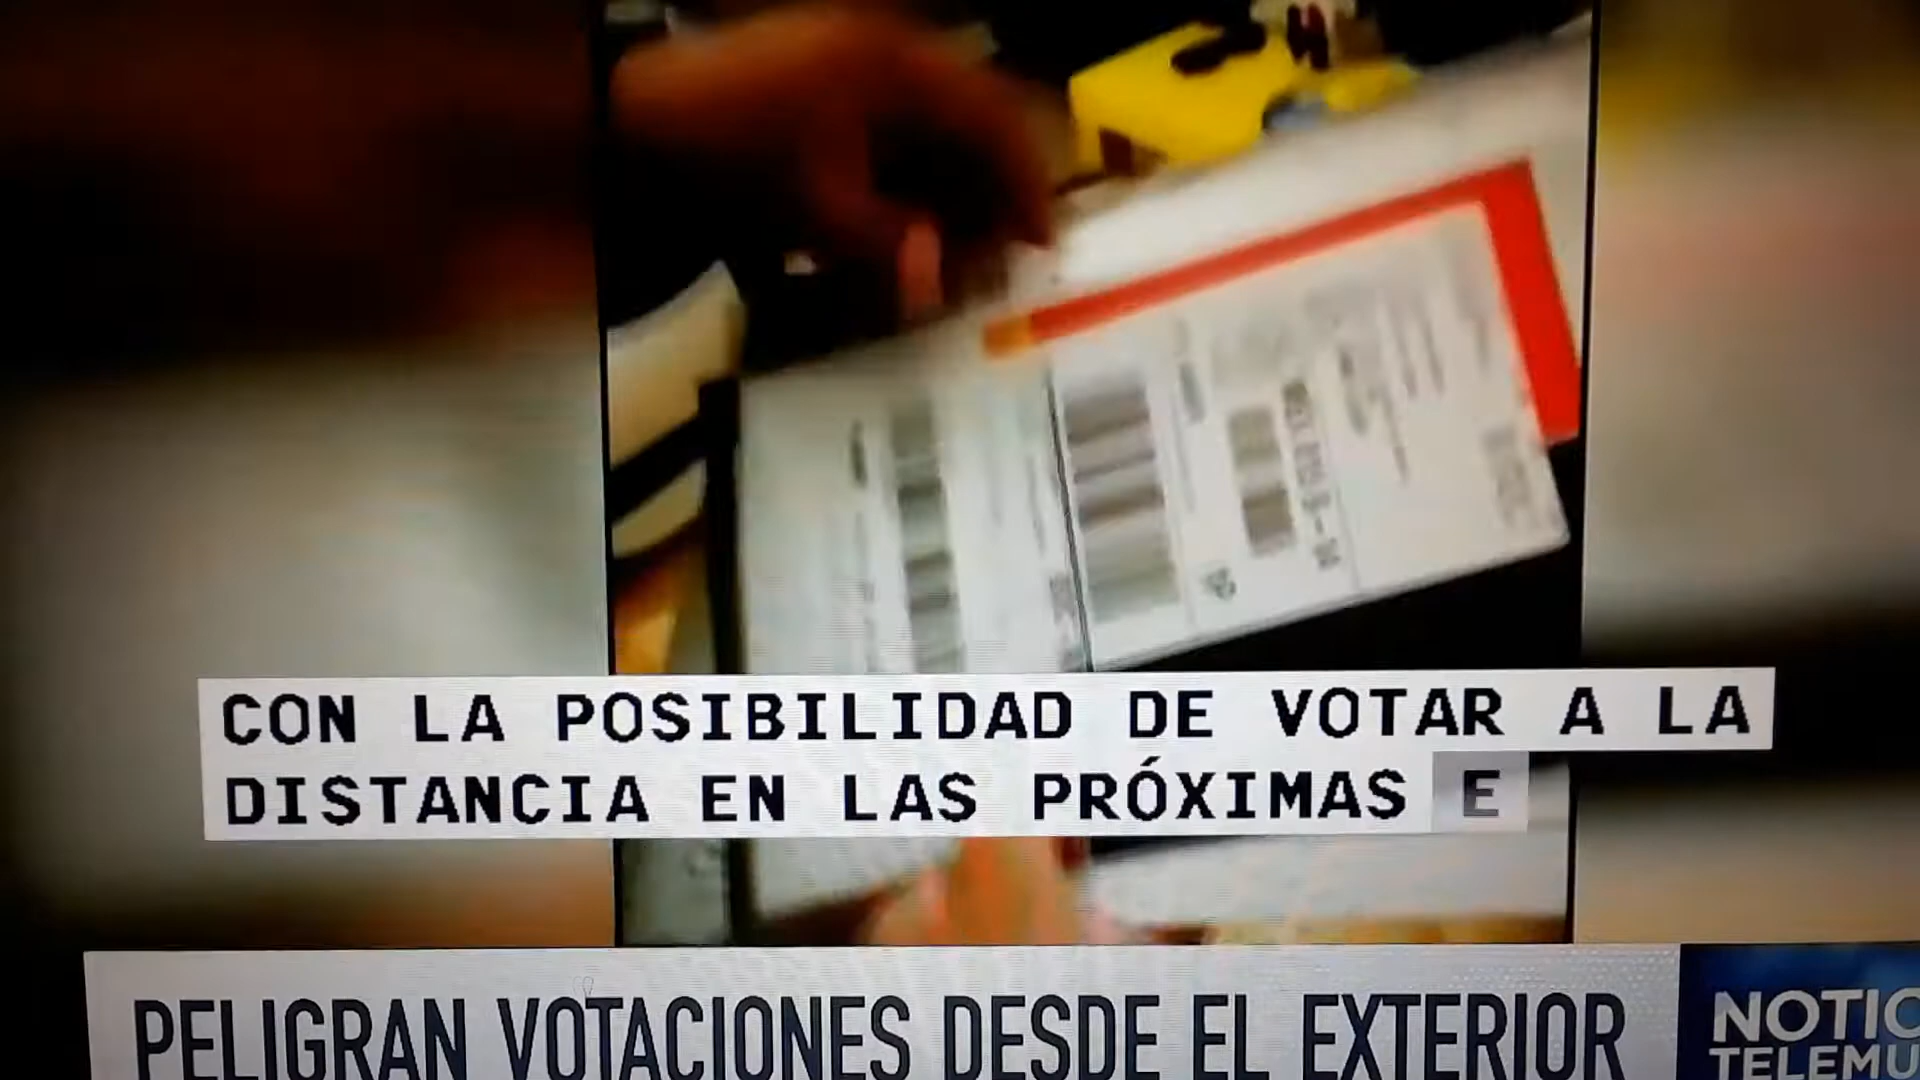 CON LA POSIBILIDAD DE VOTAR A LA
DISTANCIA EN LAS PRÓXIMAS E
PELIGRAN VOTACIONES DESDE EL EXTERIOR
NOTIC
TELEMU